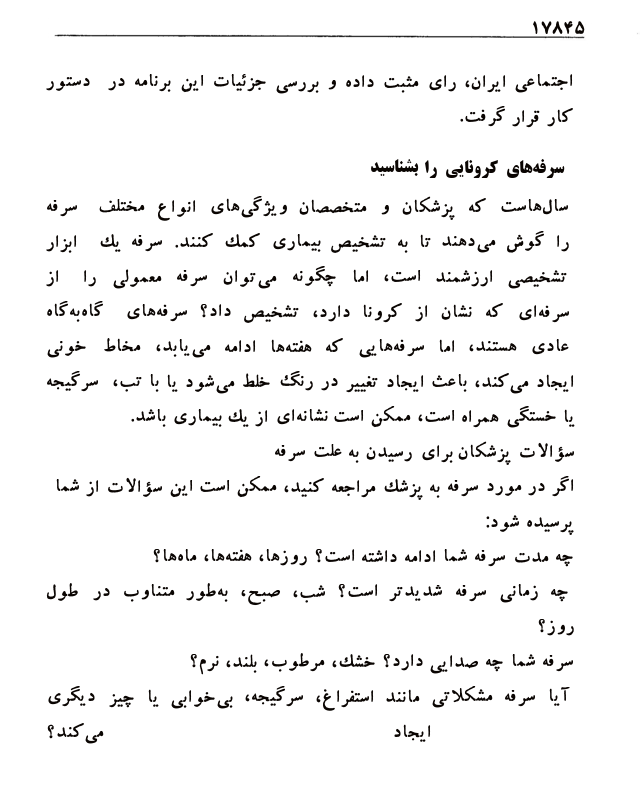 ۱۷۸۴۵
اجتماعی ایران، رای مثبت داده و بررسی جزئیات این برنامه در دستور
کار قرار گرفت.
سرفه‌های کرونایی را بشناسید
سال‌هاست که پزشکان و متخصصان ویژگی‌های انواع مختلف سرفه
را گوش می‌دهند تا به تشخیص بیماری کمك کنند. سرفه یك ابزار
تشخیصی ارزشمند است، اما چگونه می‌توان سرفه معمولی را از
سرفه‌ای که نشان از کرونا دارد، تشخیص داد؟ سرفه‌های گاه‌به‌گاه
عادی هستند، اما سرفه‌هایی که هفته‌ها ادامه می‌یابد، مخاط خونی
ایجاد می‌کند، باعث ایجاد تغییر در رنگ خلط می‌شود یا با تب، سرگیجه
یا خستگی همراه است، ممکن است نشانه‌ای از یك بیماری باشد.
سؤالات پزشکان برای رسیدن به علت سرفه
اگر در مورد سرفه به پزشك مراجعه کنید، ممکن است این سؤالات از شما
پرسیده شود:
چه مدت سرفه شما ادامه داشته است؟ روزها، هفته‌ها، ماه‌ها؟
چه زمانی سرفه شدیدتر است؟ شب، صبح، به‌طور متناوب در طول
روز؟
سرفه شما چه صدایی دارد؟ خشك، مرطوب، بلند، نرم؟
آیا سرفه مشکلاتی مانند استفراغ، سرگیجه، بی‌خوابی یا چیز دیگری
ایجاد می‌کند؟